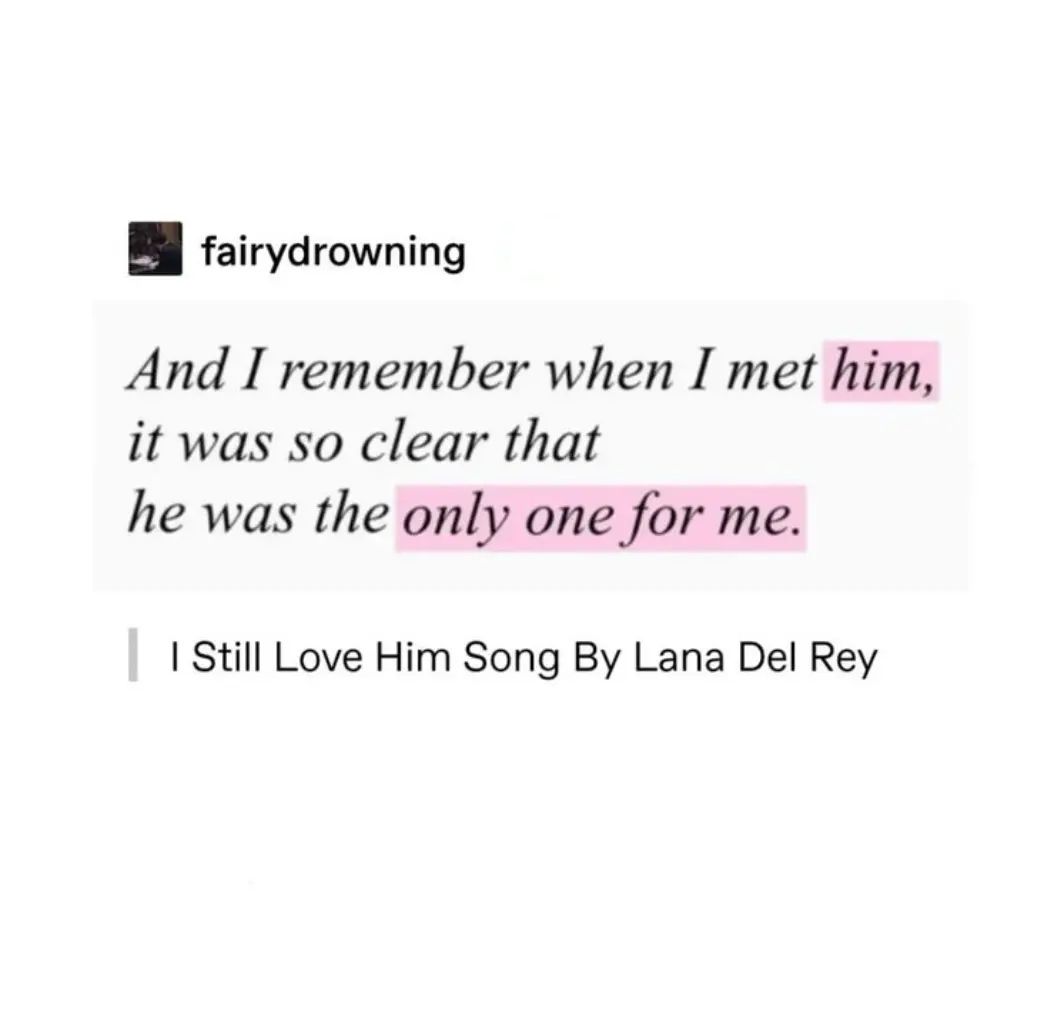 fairydrowning
And I remember when I met him,
it was so clear that
he was the only one for me.
I Still Love Him Song By Lana Del Rey